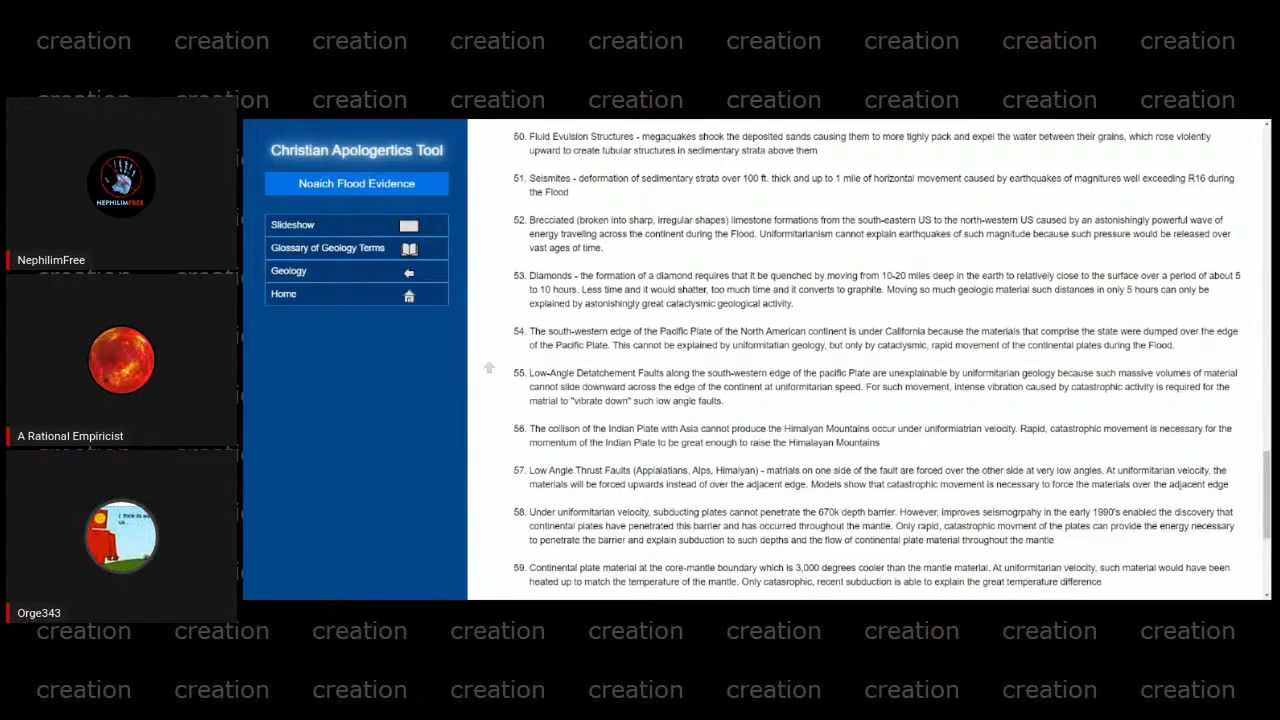 creation creation creation creation creation creation creation creation creation
creation creation creation creation creation creation creation creation creation
NEPHILIMFREE
NephilimFree
A Rational Empiricist
Orge343
Christian Apologertics Tool
Noaich Flood Evidence
Slideshow
Glossary of Geology Terms
Geology
Home
50. Fluid Evulsion Structures - megaquakes shook the deposited sands causing them to more tighly pack and expel the water between their grains, which rose violently
upward to create tubular structures in sedimentary strata above them
51. Seismites - deformation of sedimentary strata over 100 ft. thick and up to 1 mile of horizontal movement caused by earthquakes of magnitures well exceeding R16 during
the Flood
52. Brecciated (broken into sharp, irregular shapes) limestone formations from the south-eastern US to the north-western US caused by an astonishingly powerful wave of
energy traveling across the continent during the Flood. Uniformitarianism cannot explain earthquakes of such magnitude because such pressure would be released over
vast ages of time.
53. Diamonds - the formation of a diamond requires that it be quenched by moving from 10-20 miles deep in the earth to relatively close to the surface over a period of about 5
to 10 hours. Less time and it would shatter, too much time and it converts to graphite. Moving so much geologic material such distances in only 5 hours can only be
explained by astonishingly great cataclysmic geological activity.
54. The south-western edge of the Pacific Plate of the North American continent is under California because the materials that comprise the state were dumped over the edge
of the Pacific Plate. This cannot be explained by uniformitatian geology, but only by cataclysmic, rapid movement of the continental plates during the Flood.
55. Low-Angle Detatchement Faults along the south-western edge of the pacific Plate are unexplainable by uniformitarian geology because such massive volumes of material
cannot slide downward across the edge of the continent at uniformitarian speed. For such movement, intense vibration caused by catastrophic activity is required for the
matrial to "vibrate down" such low angle faults.
56. The collison of the Indian Plate with Asia cannot produce the Himalyan Mountains occur under uniformiatrian velocity. Rapid, catastrophic movement is necessary for the
momentum of the Indian Plate to be great enough to raise the Himalayan Mountains
57. Low Angle Thrust Faults (Applalatians, Alps, Himalyan) - matrials on one side of the fault are forced over the other side at very low angles. At uniformitarian velocity, the
materials will be forced upwards instead of over the adjacent edge. Models show that catastrophic movement is necessary to force the materials over the adjacent edge
58. Under uniformitarian velocity, subducting plates cannot penetrate the 670k depth barrier. However, improves seismogrpahy in the early 1990's enabled the discovery that
continental plates have penetrated this barrier and has occurred throughout the mantle. Only rapid, catastrophic movment of the plates can provide the energy necessary
to penetrate the barrier and explain subduction to such depths and the flow of continental plate material throughout the mantle
59. Continental plate material at the core-mantle boundary which is 3,000 degrees cooler than the mantle material. At uniformitarian velocity, such material would have been
heated up to match the temperature of the mantle. Only catasrophic, recent subduction is able to explain the great temperature difference
creation creation creation creation creation creation creation creation creation
creation creation creation creation creation creation creation creation creation